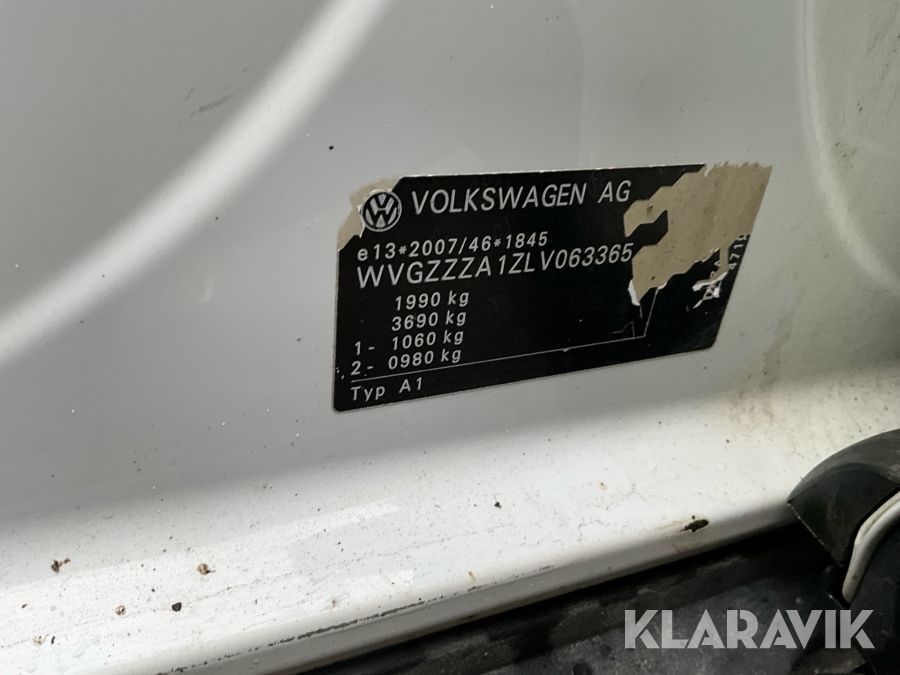 VOLKSWAGEN AG
e13*2007/46*1845
WVGZZZA1ZLV063365
1990 kg
3690 kg
1- 1060 kg
2- 0980 kg
Typ A1
KLARAVIK